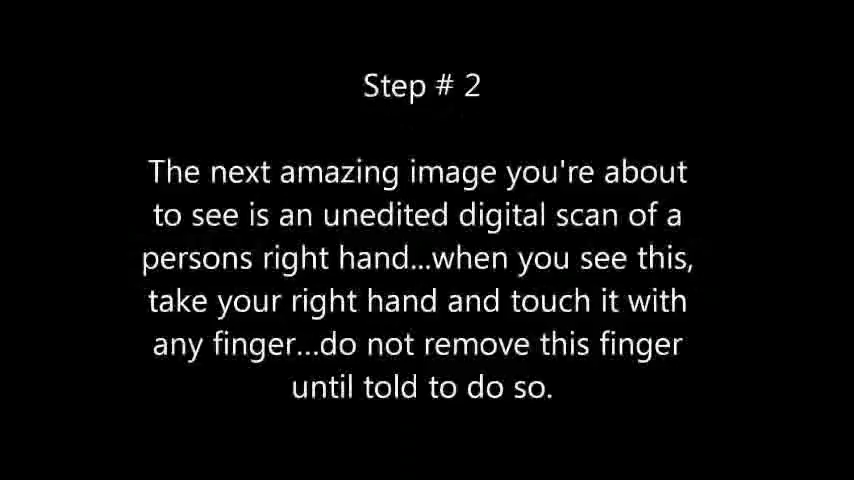 Step # 2
The next amazing image you're about
to see is an unedited digital scan of a
persons right hand...when you see this,
take your right hand and touch it with
any finger...do not remove this finger
until told to do so.